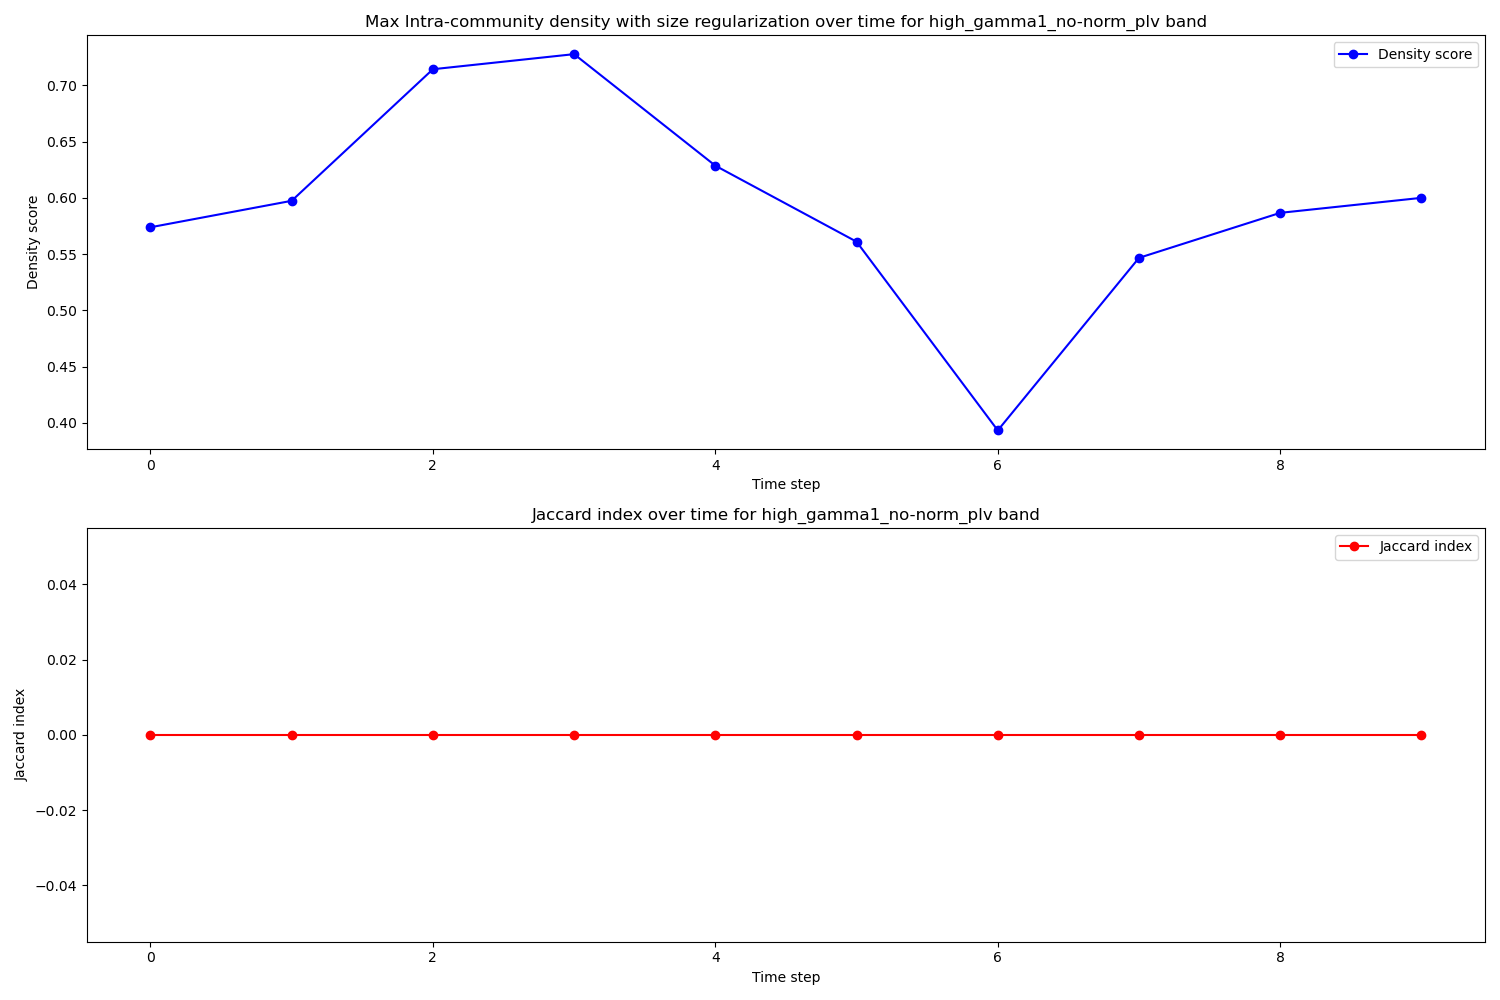 Max Intra-community density with size regularization over time for high_gamma1_no-norm_plv band
Density score
0.70
0.65
0.60
0.55
0.50
0.45
0.40
Density score
0
2
4
6
8
Time step
Jaccard index over time for high_gamma1_no-norm_plv band
Jaccard index
0.04
0.02
0.00
−0.02
−0.04
Jaccard index
0
2
4
6
8
Time step